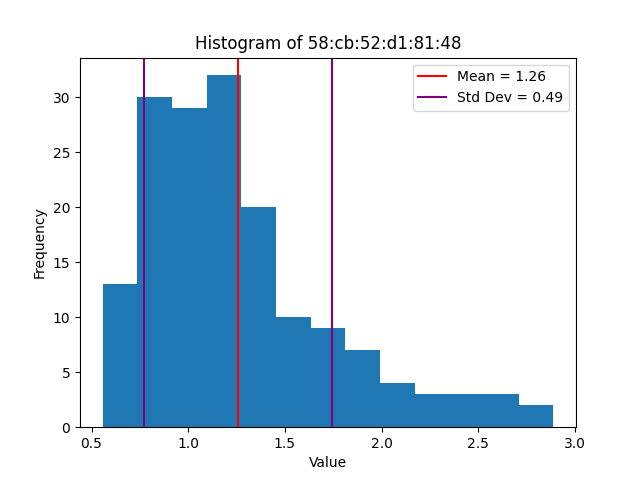 Histogram of 58:cb:52:d1:81:48
Mean = 1.26
Std Dev = 0.49
Frequency
30
25
20
15
10
5
0
0.5 1.0 1.5 2.0 2.5 3.0
Value